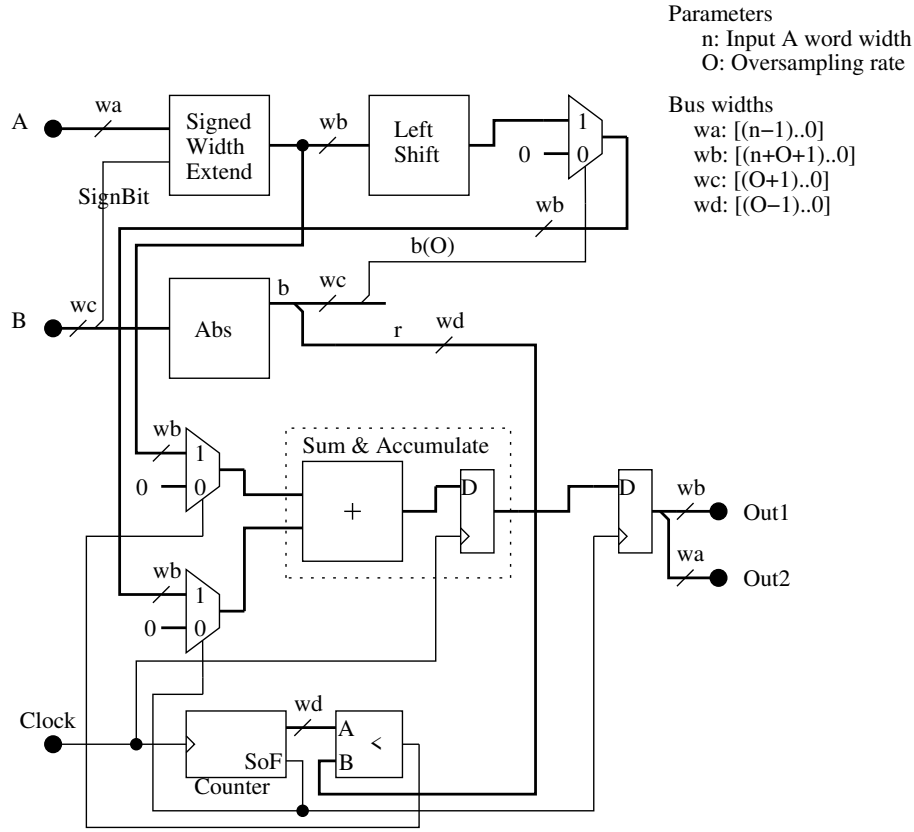 Parameters
n: Input A word width
O: Oversampling rate
Bus widths
wa: [(n−1)..0]
wb: [(n+O+1)..0]
wc: [(O+1)..0]
wd: [(O−1)..0]
A
wa
Signed
Width
Extend
wb
Left
Shift
1
0
0
SignBit
wb
b(O)
B
wc
Abs
b
wc
r
wd
wb
1
0
0
Sum & Accumulate
+
D
D
wb
Out1
wa
Out2
wb
1
0
0
Clock
SoF
Counter
wd
A
B
<